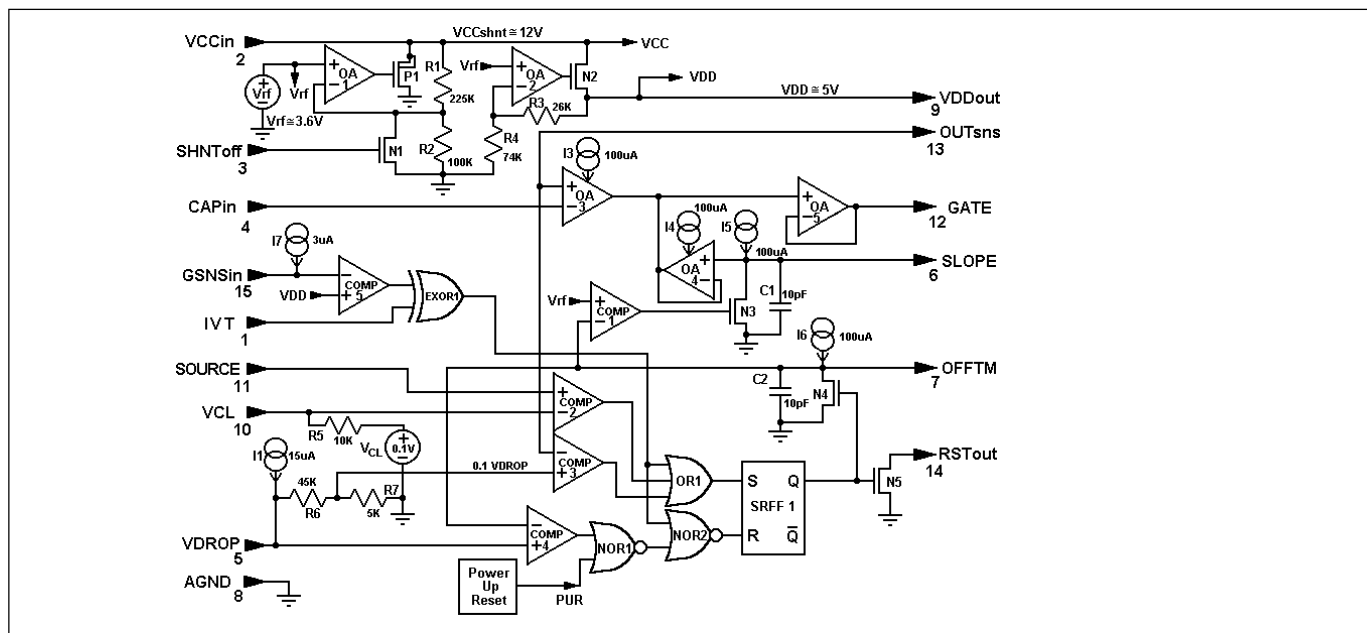 VCCin
2
VCCshnt ≅ 12V
VCC
Vrf
+
-
Vrf
Vrf ≅ 3.6V
+
-
OA
1
P1
R1
225K
R2
100K
N1
SHNToff
3
Vrf
+
-
OA
2
N2
R3
26K
R4
74K
VDD
VDD ≅ 5V
VDDout
9
OUTsns
13
CAPin
4
I3
100uA
+
-
OA
3
100uA
I4
I5
100uA
+
-
OA
4
+
-
OA
5
GATE
12
SLOPE
6
I7
3uA
GSNSin
15
VDD
-
+
COMP
5
EXOR1
IVT
1
Vrf
+
-
COMP
1
N3
C1
10pF
I6
100uA
SOURCE
11
OFFTM
7
C2
10pF
N4
VCL
10
R5
10K
VCL
+
0.1V
-
+
-
COMP
2
I1
15uA
45K
R6
R7
5K
0.1 VDROP
-
+
COMP
3
OR1
S
Q
SRFF 1
R
Q
N5
RSTout
14
VDROP
5
-
+
COMP
4
NOR1
NOR2
Power
Up
Reset
PUR
AGND
8